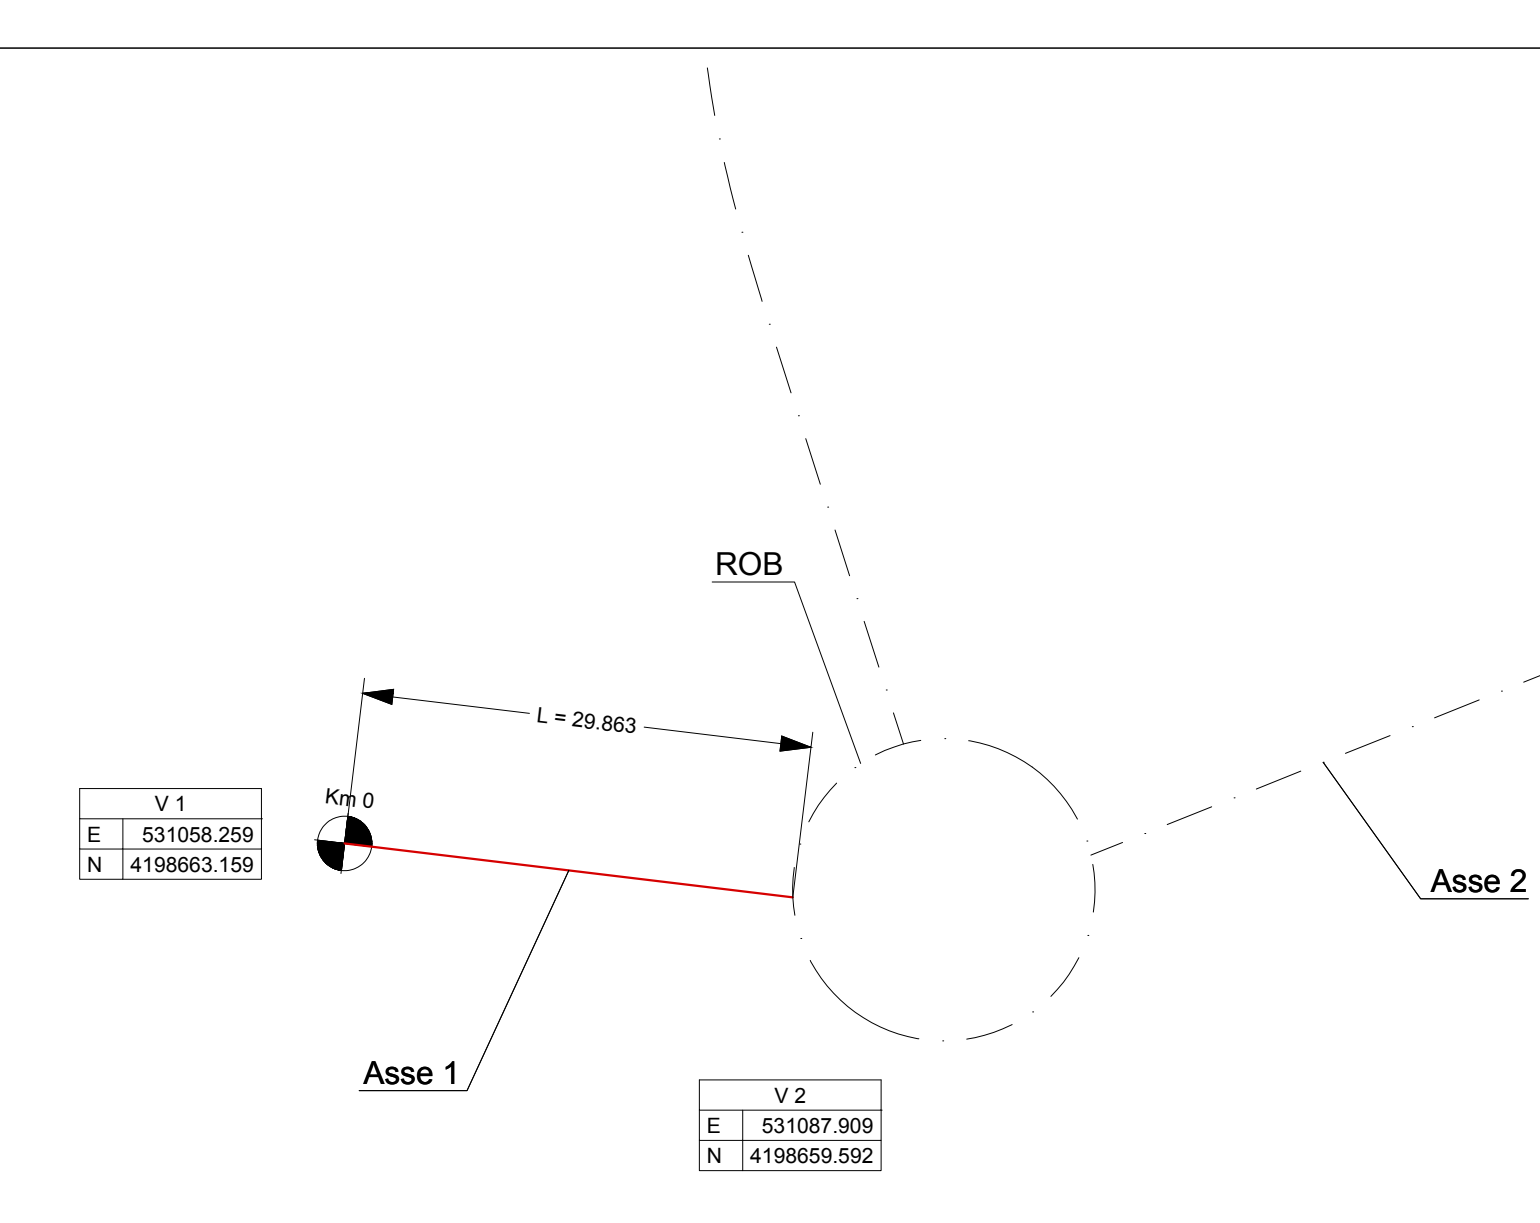 ROB
L = 29.863
Km 0
V 1
E 531058.259
N 4198663.159
Asse 2
Asse 1
V 2
E 531087.909
N 4198659.592